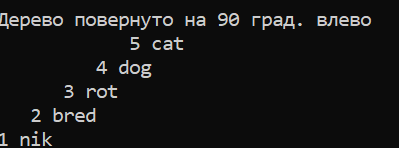 Дерево повернуто на 90 град. влево
5 cat
4 dog
3 rot
2 bred
1 nik